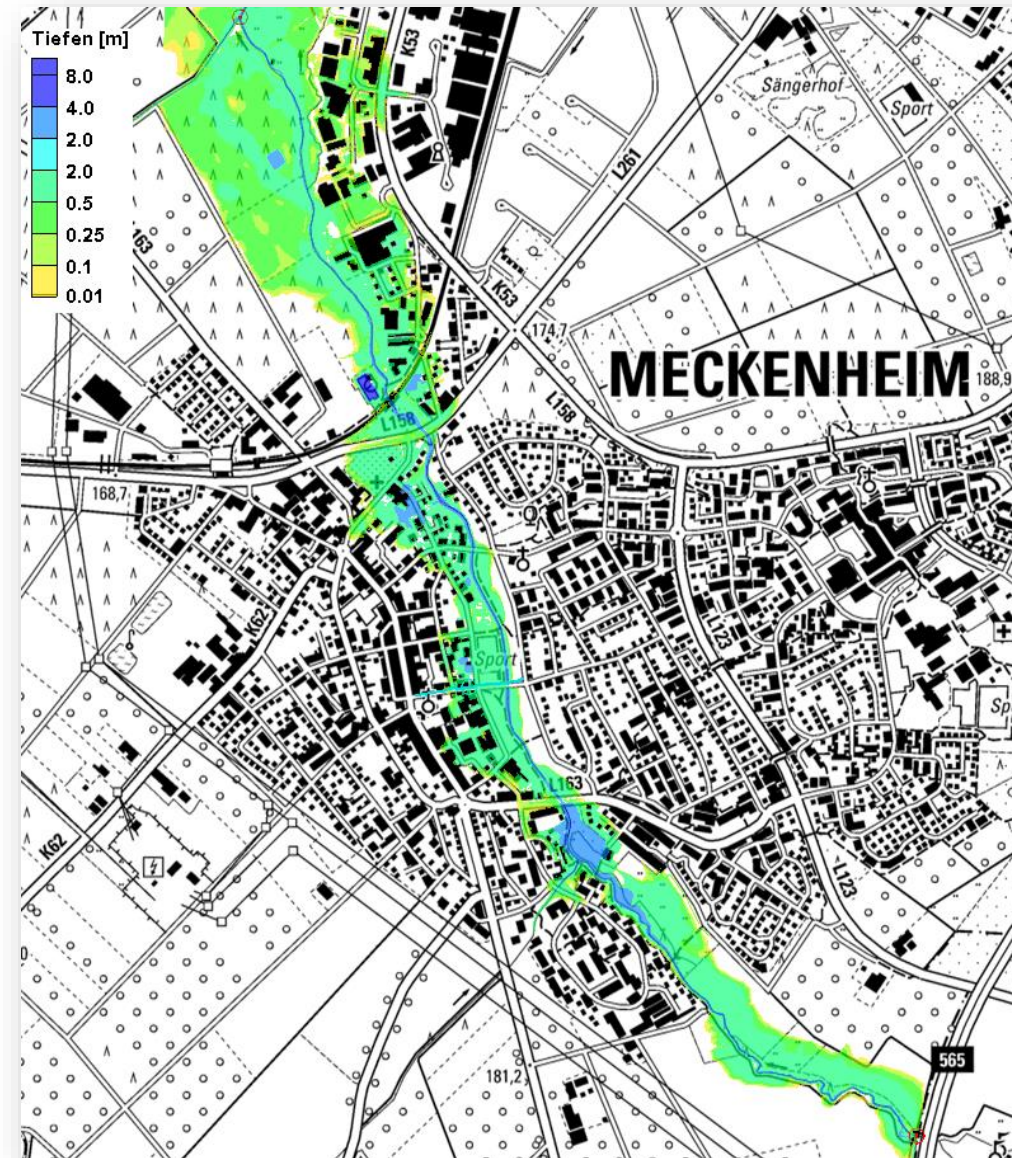 Tiefen [m]
8.0
4.0
2.0
2.0
0.5
0.25
0.1
0.01
K53
Sängerhof
Sport
L261
163
K53
174,7
MECKENHEIM
188,9
L158
L158
168,7
K62
L123
Sport
Sp
L163
K62
L123
181,2
565